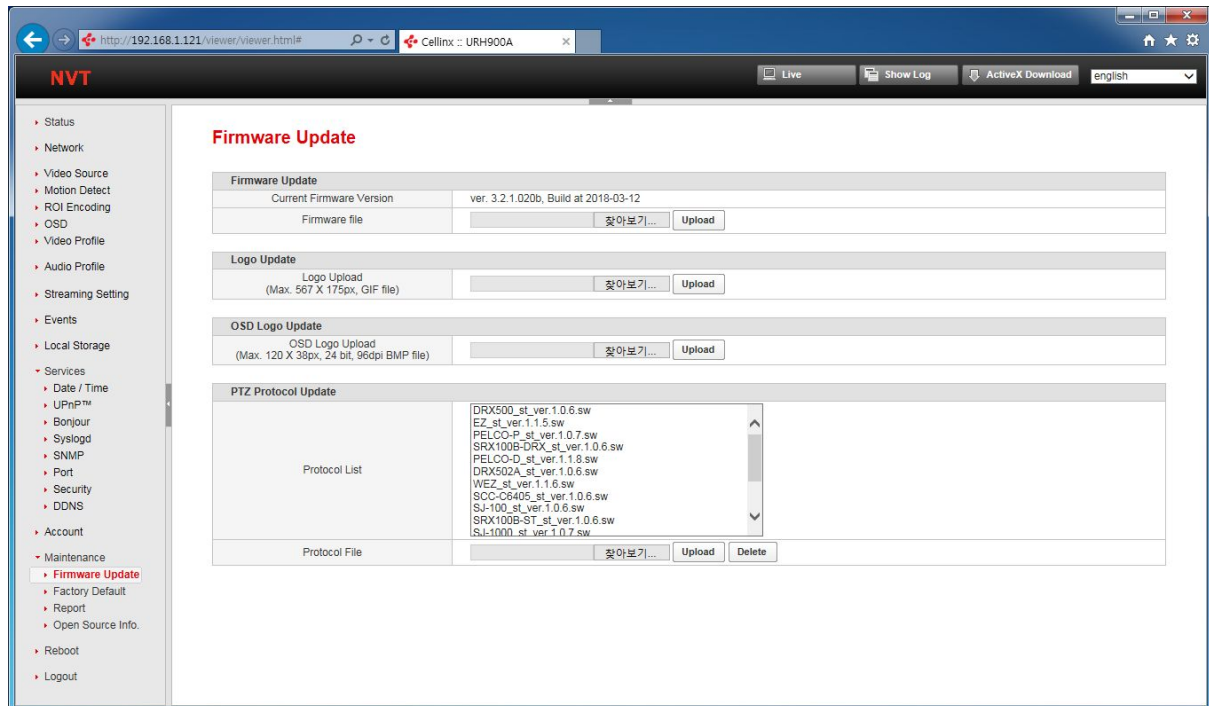 http://192.168.1.121/viewer/viewer.html#
Cellinx :: URH900A
NVT
Live
Show Log
ActiveX Download
english
Status
Network
Video Source
Motion Detect
ROI Encoding
OSD
Video Profile
Audio Profile
Streaming Setting
Events
Local Storage
Services
Date / Time
UPnP™
Bonjour
Syslogd
SNMP
Port
Security
DDNS
Account
Maintenance
Firmware Update
Factory Default
Report
Open Source Info.
Reboot
Logout
Firmware Update
Firmware Update
Current Firmware Version ver. 3.2.1.020b, Build at 2018-03-12
Firmware file 찾아보기... Upload
Logo Update
Logo Upload
(Max. 567 X 175px, GIF file) 찾아보기... Upload
OSD Logo Update
OSD Logo Upload
(Max. 120 X 38px, 24 bit, 96dpi BMP file) 찾아보기... Upload
PTZ Protocol Update
Protocol List
DRX500_st_ver.1.0.6.sw
EZ_st_ver.1.1.5.sw
PELCO-P_st_ver.1.0.7.sw
SRX100B-DRX_st_ver.1.0.6.sw
PELCO-D_st_ver.1.1.8.sw
DRX502A_st_ver.1.0.6.sw
WEZ_st_ver.1.1.6.sw
SCC-C6405_st_ver.1.0.6.sw
SJ-100_st_ver.1.0.6.sw
SRX100B-ST_st_ver.1.0.6.sw
SJ-1000_st_ver.1.0.7.sw
Protocol File 찾아보기... Upload Delete